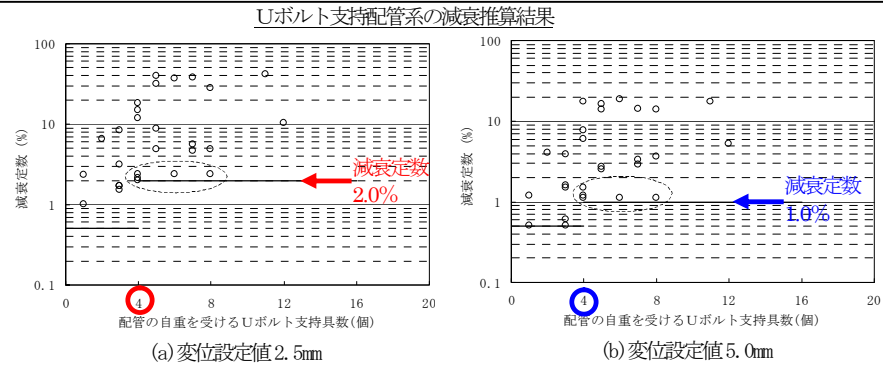 Uボルト支持配管系の減衰推算結果
100
10
1
0.1
減衰定数 (%)
0
4
8
12
16
20
配管の自重を受けるUボルト支持具数(個)
減衰定数
2.0%
(a)変位設定値2.5mm
100
10
1
0.1
減衰定数 (%)
0
4
8
12
16
20
配管の自重を受けるUボルト支持具数(個)
減衰定数
1.0%
(b)変位設定値5.0mm